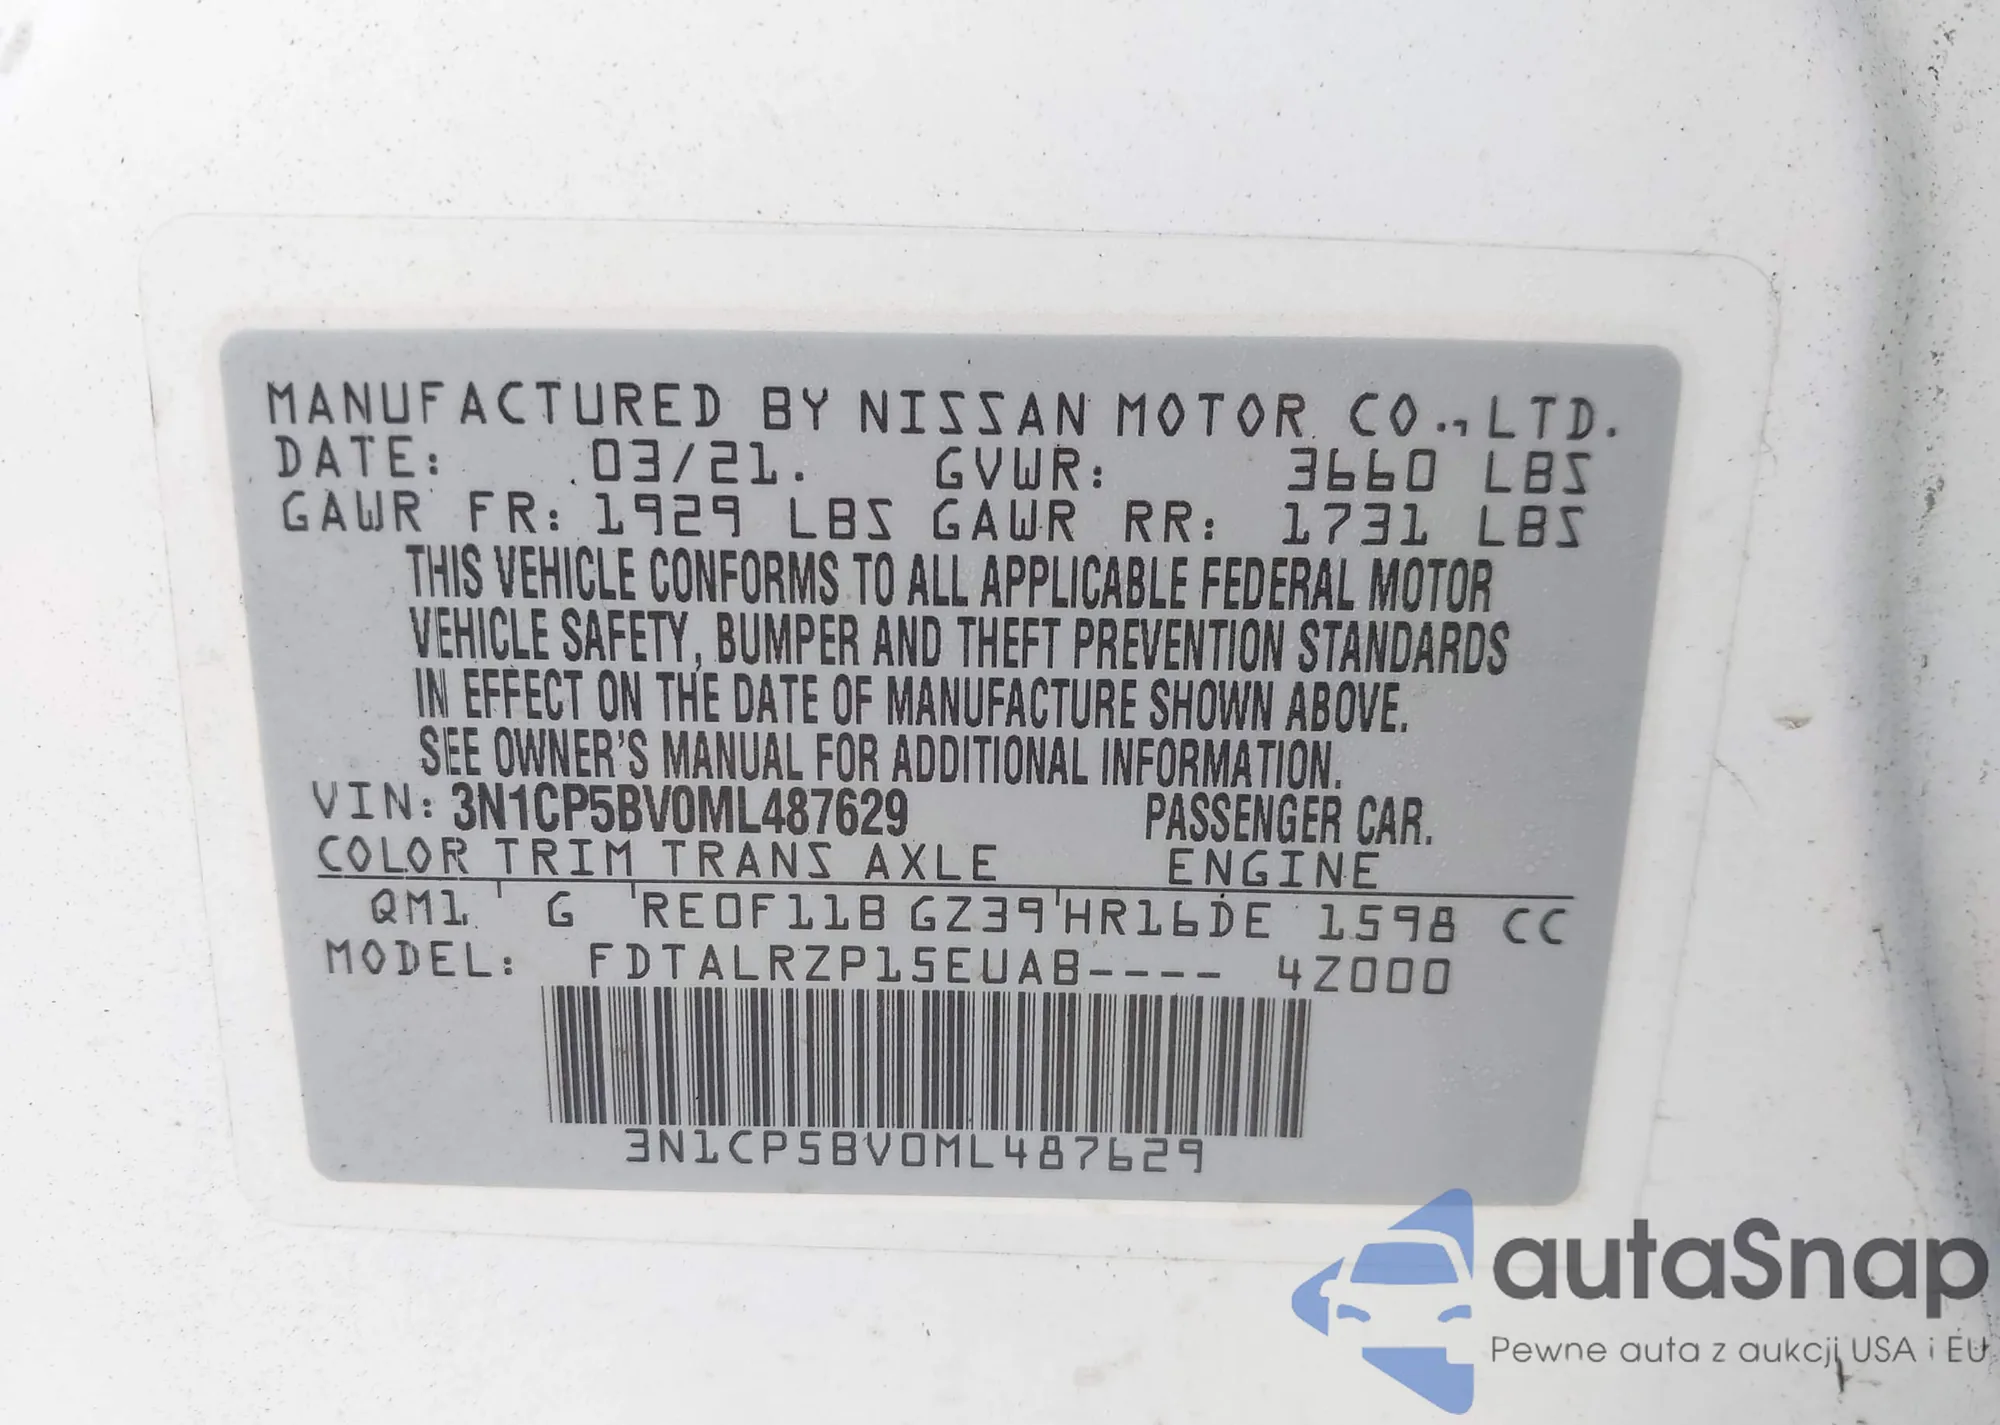 MANUFACTURED BY NISSAN MOTOR CO., LTD.
DATE: 03/21. GVWR: 3660 LBS
GAWR FR: 1929 LBS GAWR RR: 1731 LBS
THIS VEHICLE CONFORMS TO ALL APPLICABLE FEDERAL MOTOR
VEHICLE SAFETY, BUMPER AND THEFT PREVENTION STANDARDS
IN EFFECT ON THE DATE OF MANUFACTURE SHOWN ABOVE.
SEE OWNER'S MANUAL FOR ADDITIONAL INFORMATION.
VIN: 3N1CP5BV0ML487629 PASSENGER CAR.
COLOR TRIM TRANS AXLE ENGINE
QM1 G RE0F11B GZ39 HR16DE 1598 CC
MODEL: FDTALRZP15EUAB---- 4Z000
3N1CP5BV0ML487629
autaSnap
Pewne auta z aukcji USA i EU